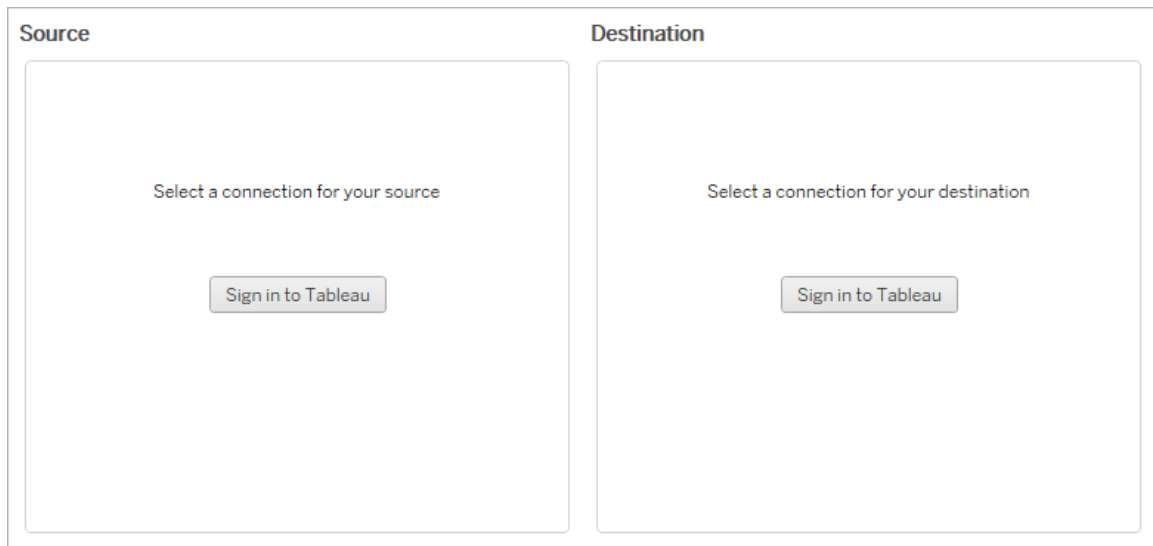 Source
Destination
Select a connection for your source
Select a connection for your destination
Sign in to Tableau
Sign in to Tableau